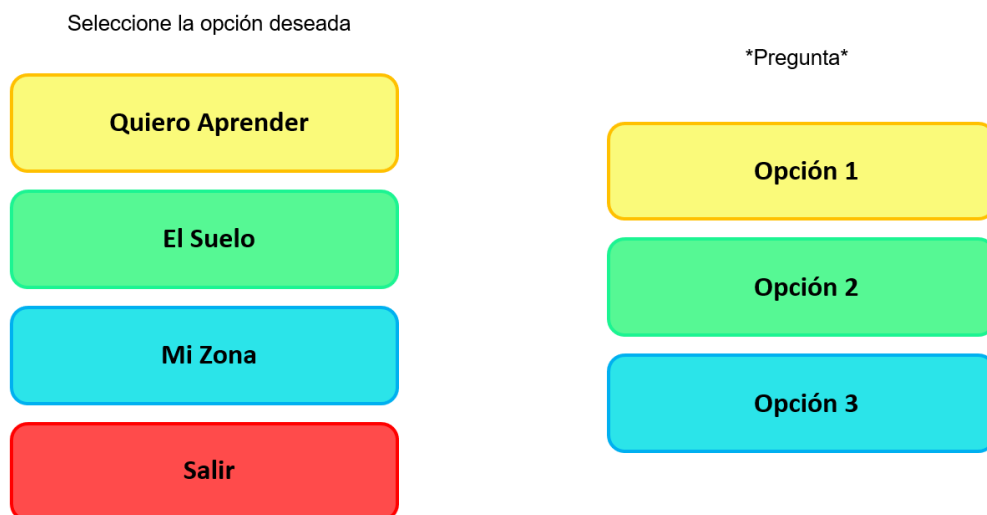 Seleccione la opción deseada
Quiero Aprender
El Suelo
Mi Zona
Salir
*Pregunta*
Opción 1
Opción 2
Opción 3